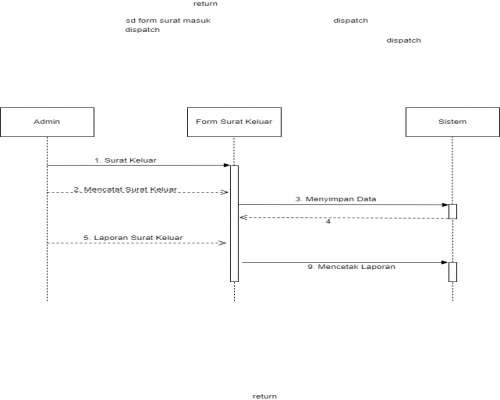 return
sd form surat masuk
dispatch
dispatch
dispatch
Admin
Form Surat Keluar
Sistem
1. Surat Keluar
2. Mencatat Surat Keluar
3. Menyimpan Data
4
5. Laporan Surat Keluar
9. Mencetak Laporan
return